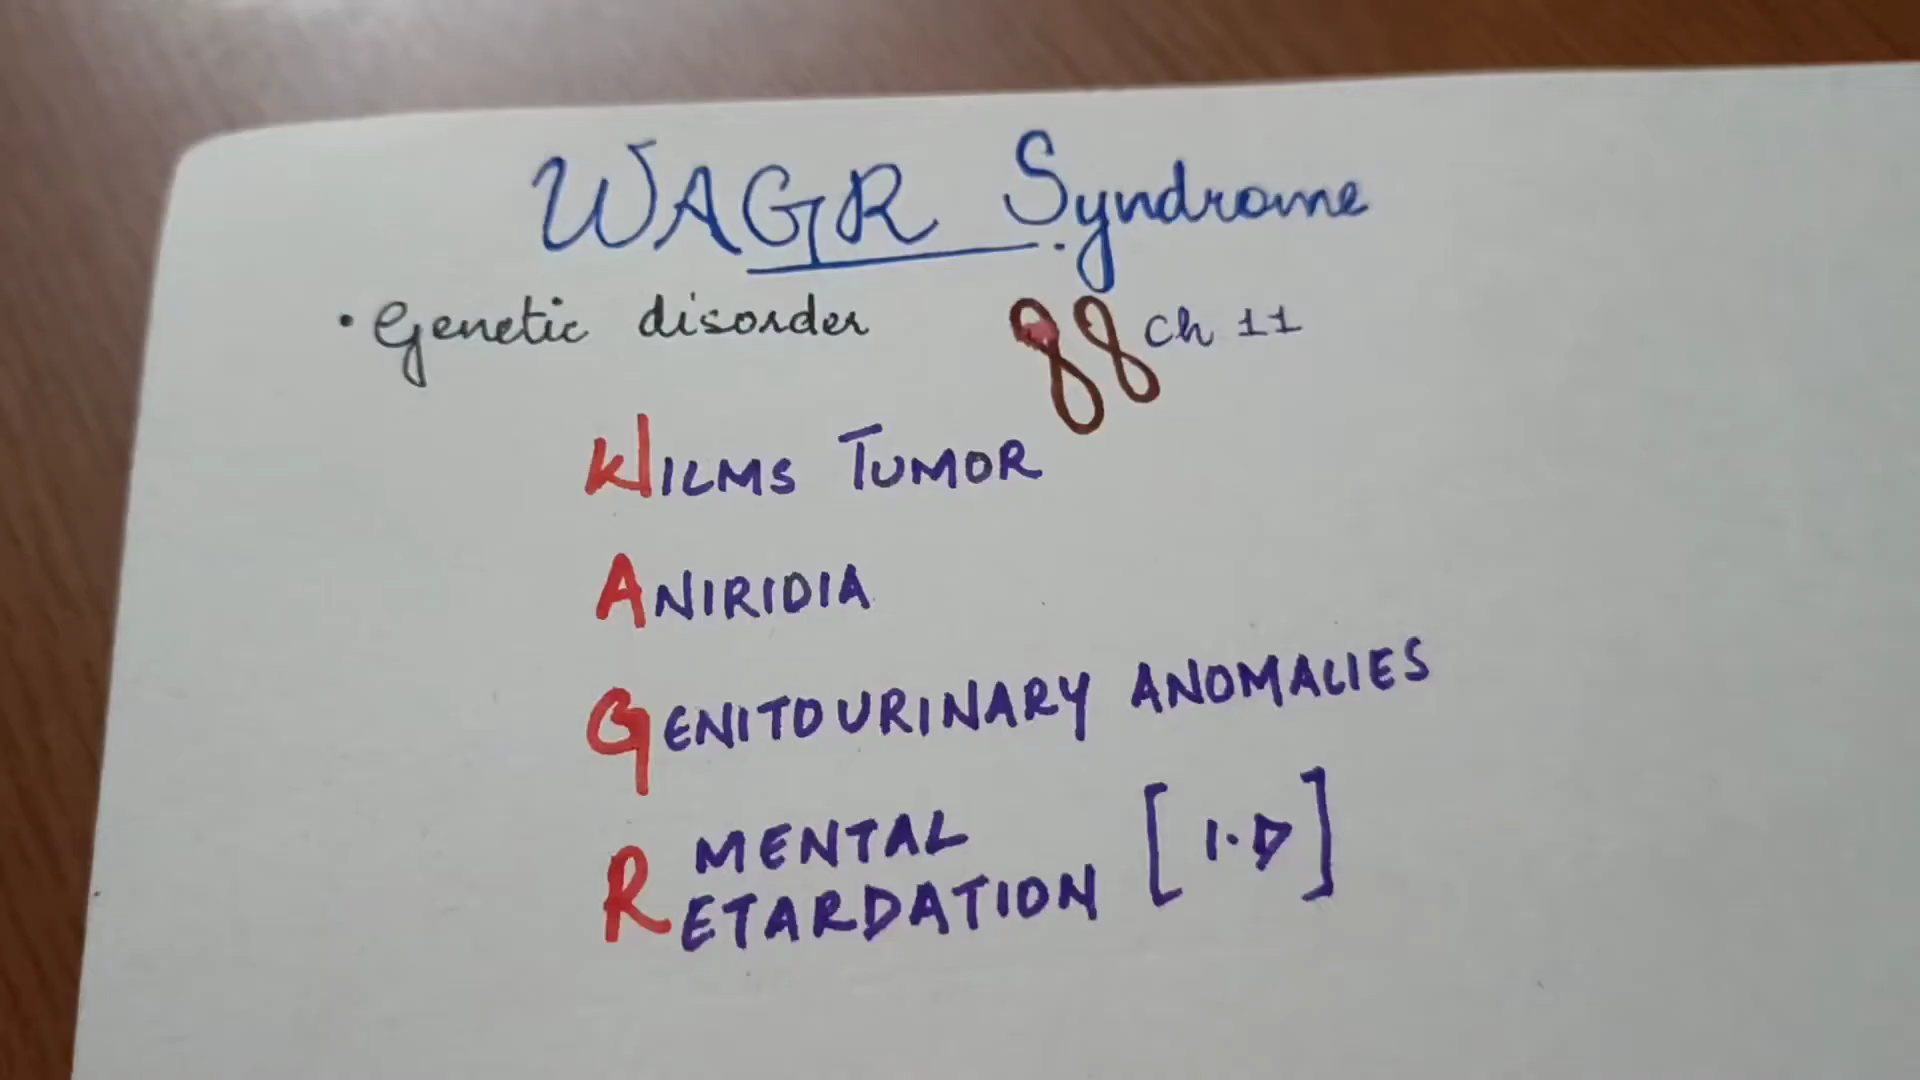 WAGR Syndrome
• Genetic disorder
Ch 11
WILMS TUMOR
ANIRIDIA
GENITOURINARY ANOMALIES
MENTAL
RETARDATION [I.D]